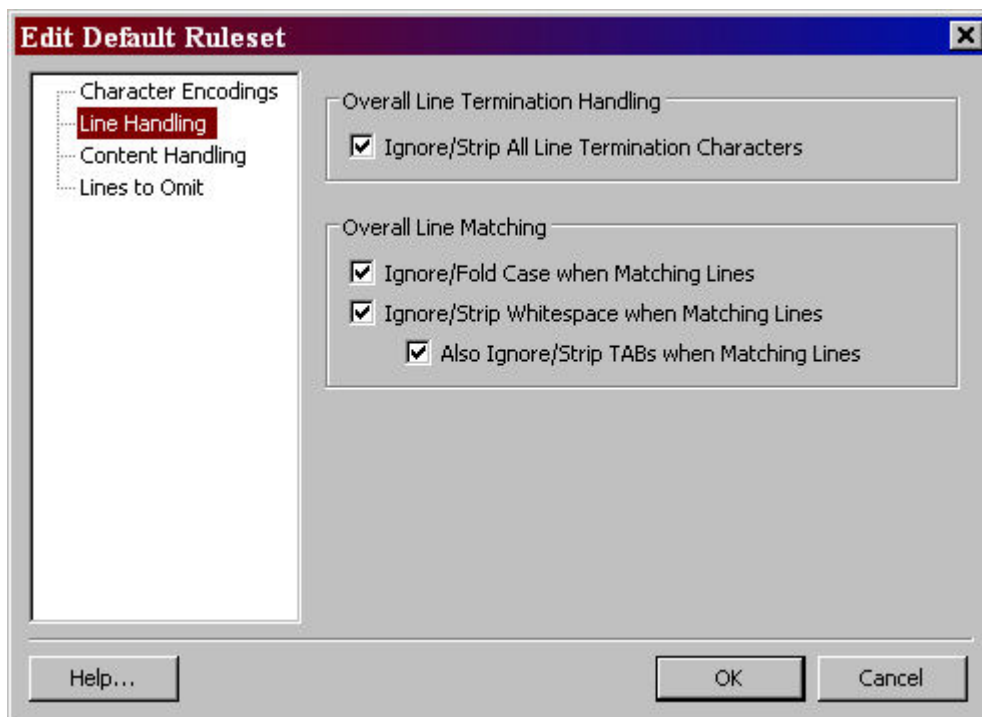 Edit Default Ruleset
Character Encodings
Line Handling
Content Handling
Lines to Omit
Overall Line Termination Handling
Ignore/Strip All Line Termination Characters
Overall Line Matching
Ignore/Fold Case when Matching Lines
Ignore/Strip Whitespace when Matching Lines
Also Ignore/Strip TABs when Matching Lines
Help...
OK
Cancel